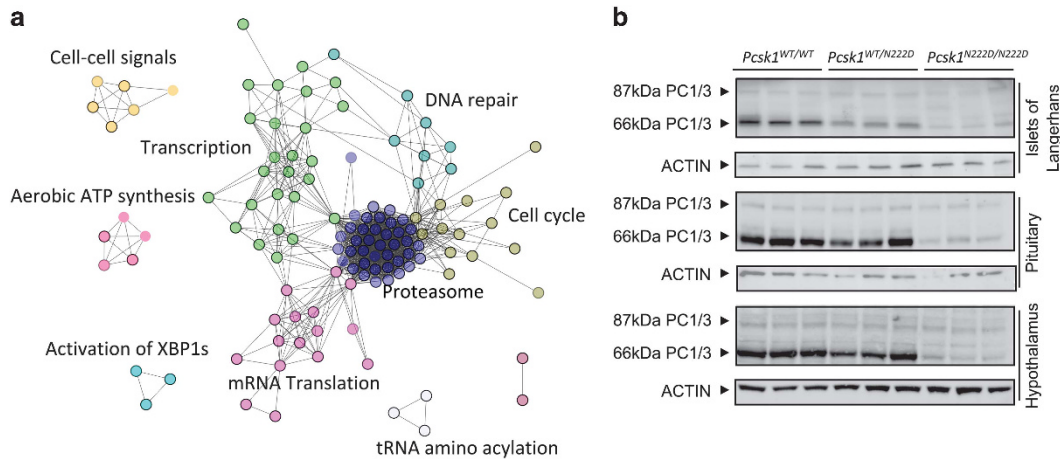 a
Cell-cell signals
DNA repair
Transcription
Aerobic ATP synthesis
Cell cycle
Proteasome
Activation of XBP1s
mRNA Translation
tRNA amino acylation
b
Pcsk1WT/WT Pcsk1WT/N222D Pcsk1N222D/N222D
87kDa PC1/3
66kDa PC1/3
ACTIN
Islets of
Langerhans
87kDa PC1/3
66kDa PC1/3
ACTIN
Pituitary
87kDa PC1/3
66kDa PC1/3
ACTIN
Hypothalamus